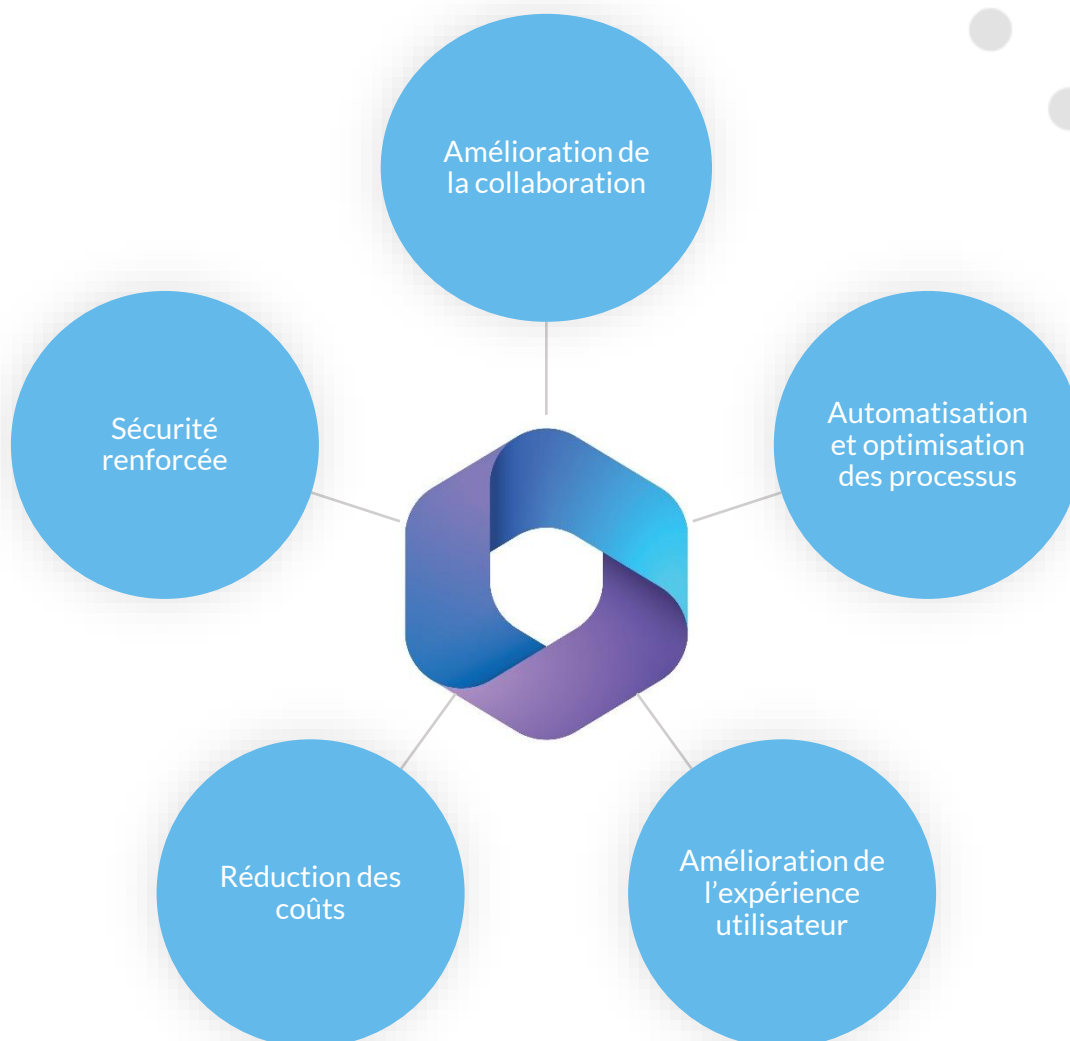 Amélioration de
la collaboration
Sécurité
renforcée
Automatisation
et optimisation
des processus
Réduction des
coûts
Amélioration de
l’expérience
utilisateur